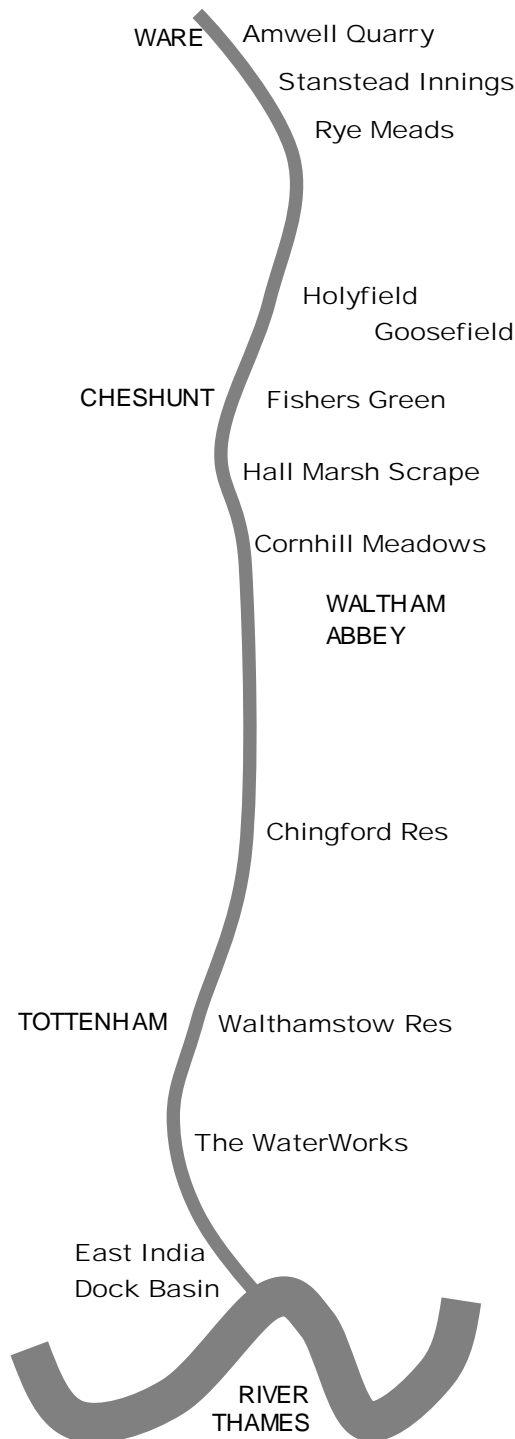 WARE Amwell Quarry
Stanstead Innings
Rye Meads
Holyfield
Goosefield
CHESHUNT Fishers Green
Hall Marsh Scrape
Cornhill Meadows
WALTHAM
ABBEY
Chingford Res
TOTTENHAM Walthamstow Res
The WaterWorks
East India
Dock Basin
RIVER
THAMES